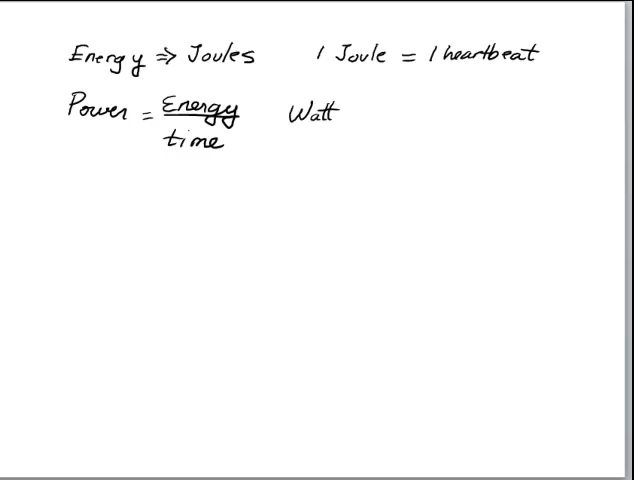 Energy ⇒ Joules 1 Joule = 1 heartbeat
Power = Energy Watt
time